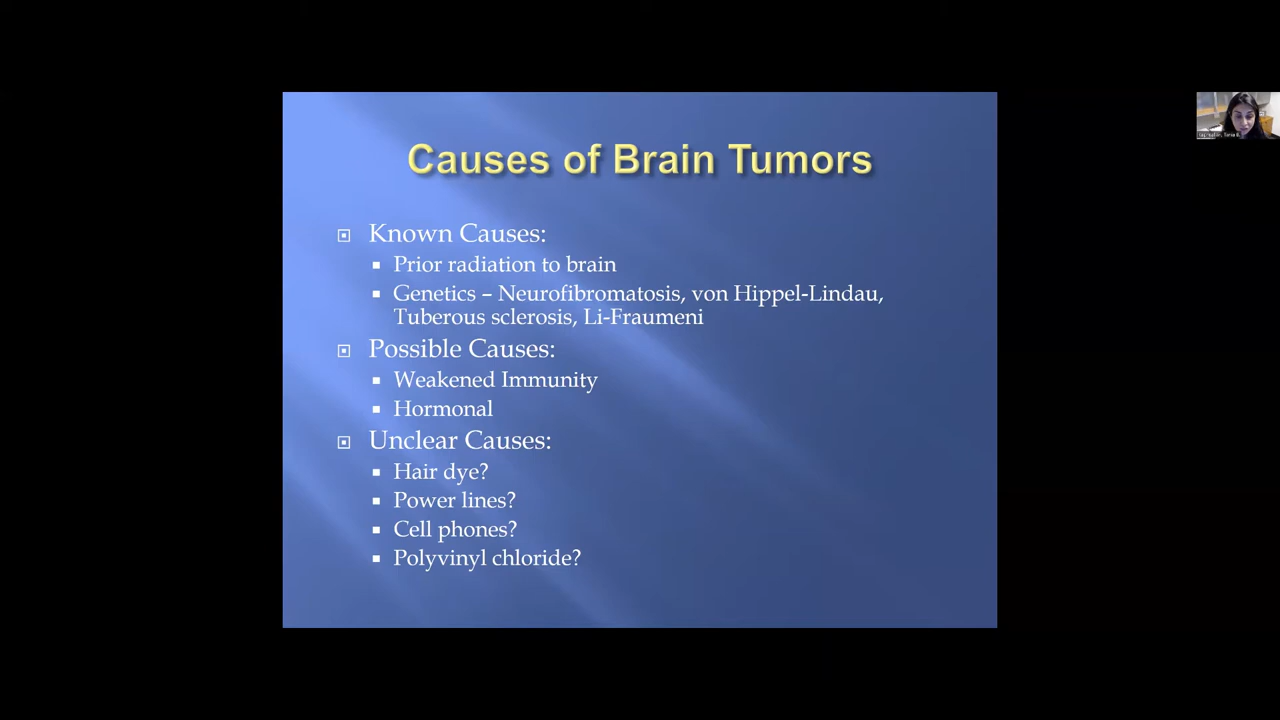 Causes of Brain Tumors
Known Causes:
Prior radiation to brain
Genetics – Neurofibromatosis, von Hippel-Lindau,
Tuberous sclerosis, Li-Fraumeni
Possible Causes:
Weakened Immunity
Hormonal
Unclear Causes:
Hair dye?
Power lines?
Cell phones?
Polyvinyl chloride?